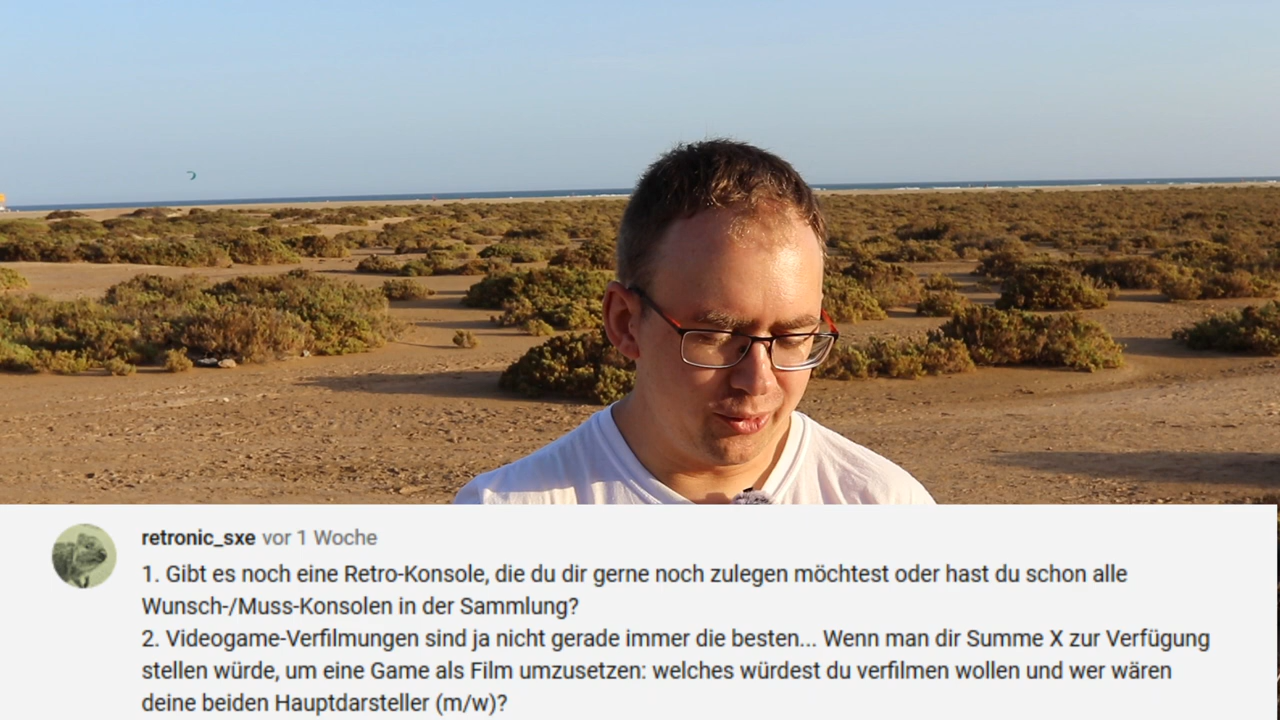 retronic_sxe vor 1 Woche
1. Gibt es noch eine Retro-Konsole, die du dir gerne noch zulegen möchtest oder hast du schon alle
Wunsch-/Muss-Konsolen in der Sammlung?
2. Videogame-Verfilmungen sind ja nicht gerade immer die besten... Wenn man dir Summe X zur Verfügung
stellen würde, um eine Game als Film umzusetzen: welches würdest du verfilmen wollen und wer wären
deine beiden Hauptdarsteller (m/w)?